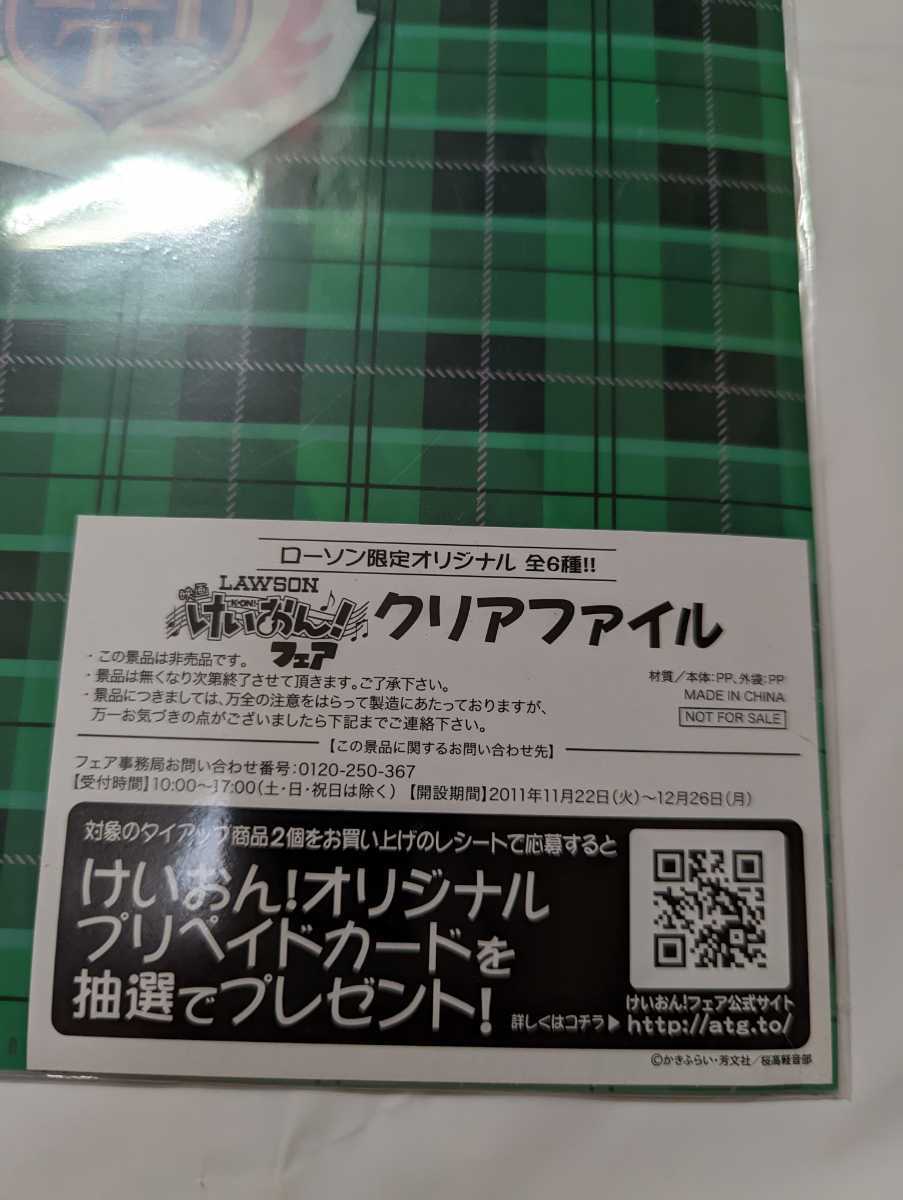 ローソン限定オリジナル 全6種!!
LAWSON
映画
K-ON!
けいおん!
フェア
クリアファイル
・この景品は非売品です。
・景品は無くなり次第終了させて頂きます。ご了承下さい。
・景品につきましては、万全の注意をはらって製造にあたっておりますが、
万一お気づきの点がございましたら下記までご連絡下さい。
材質/本体:PP、外袋:PP
MADE IN CHINA
NOT FOR SALE
【この景品に関するお問い合わせ先】
フェア事務局お問い合わせ番号:0120-250-367
【受付時間】10:00〜17:00(土・日・祝日は除く) 【開設期間】2011年11月22日(火)〜12月26日(月)
対象のタイアップ商品2個をお買い上げのレシートで応募すると
けいおん!オリジナル
プリペイドカードを
抽選でプレゼント!
詳しくはコチラ▶
けいおん!フェア公式サイト
http://atg.to/
©かきふらい・芳文社/桜高軽音部